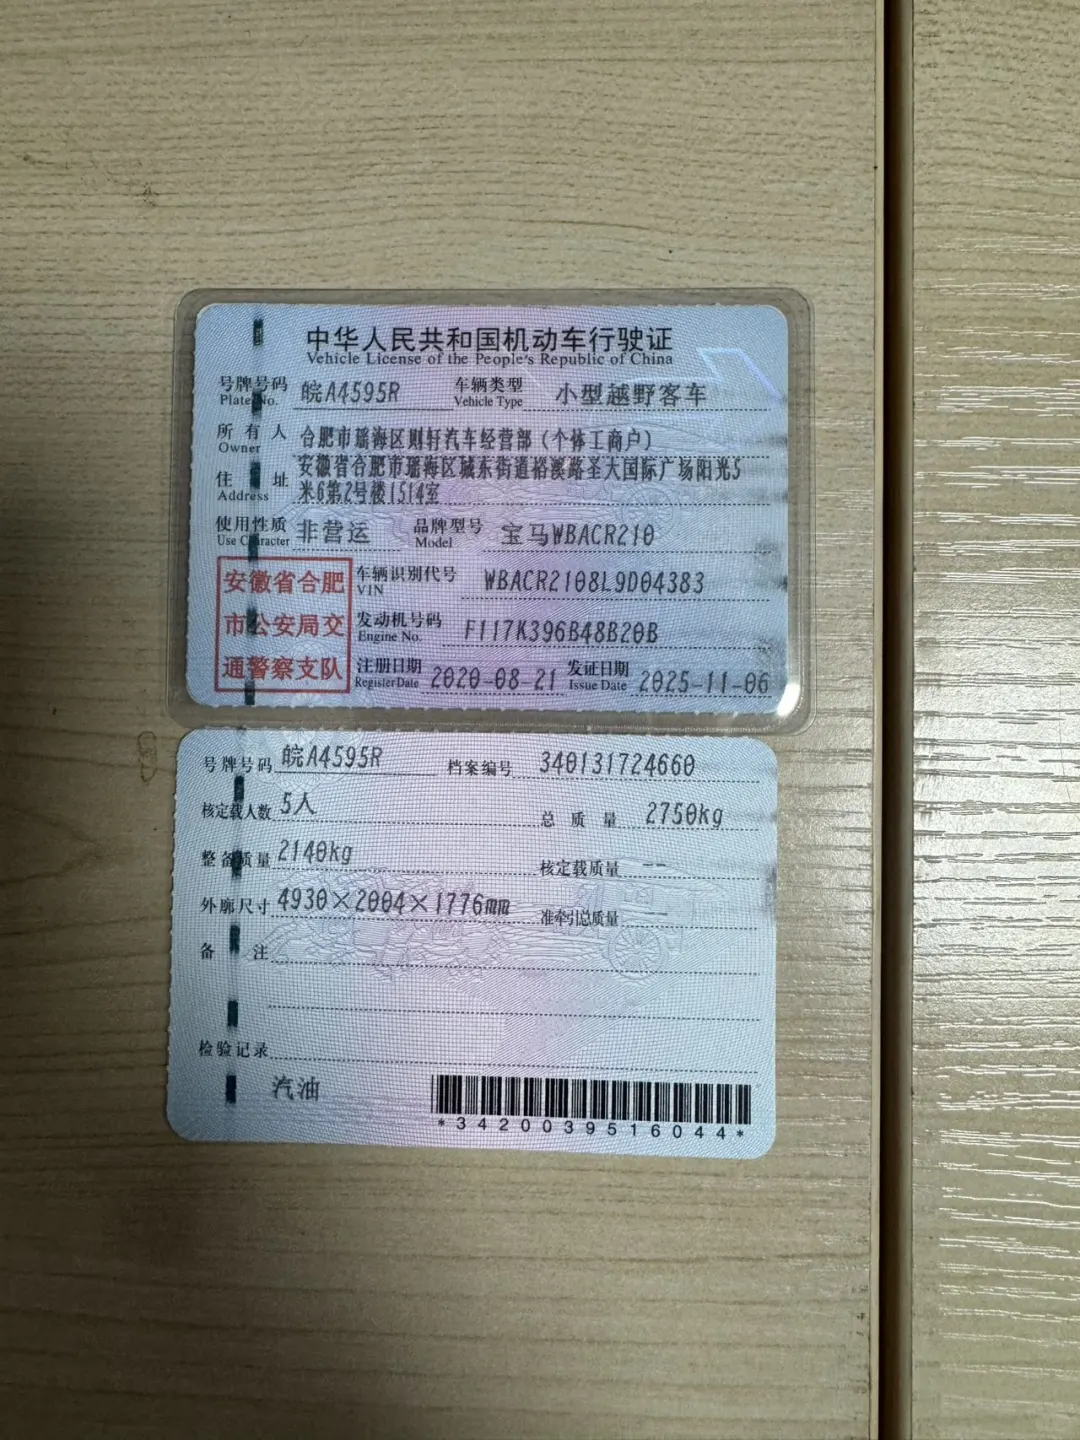 中华人民共和国机动车行驶证
Vehicle License of the People's Republic of China
号牌号码 皖A4595R 车辆类型 小型越野客车
Plate No. Vehicle Type
所有人 合肥市瑶海区则轩汽车经营部(个体工商户)
Owner
住址 安徽省合肥市瑶海区城东街道裕溪路圣大国际广场阳光5
Address 米6第2号楼1514室
使用性质 非营运 品牌型号 宝马WBACR210
Use Character Model
安徽省合肥
市公安局交
通警察支队
车辆识别代号 WBACR2108L9D04383
VIN
发动机号码 F117K396B48B20B
Engine No.
注册日期 2020-08-21 发证日期 2025-11-06
Register Date Issue Date
号牌号码 皖A4595R 档案编号 340131724660
核定载人数 5人 总质量 2750kg
整备质量 2140kg 核定载质量 --
外廓尺寸 4930×2004×1776mm 准牵引总质量 --
备注
检验记录
汽油
*3420039516044*